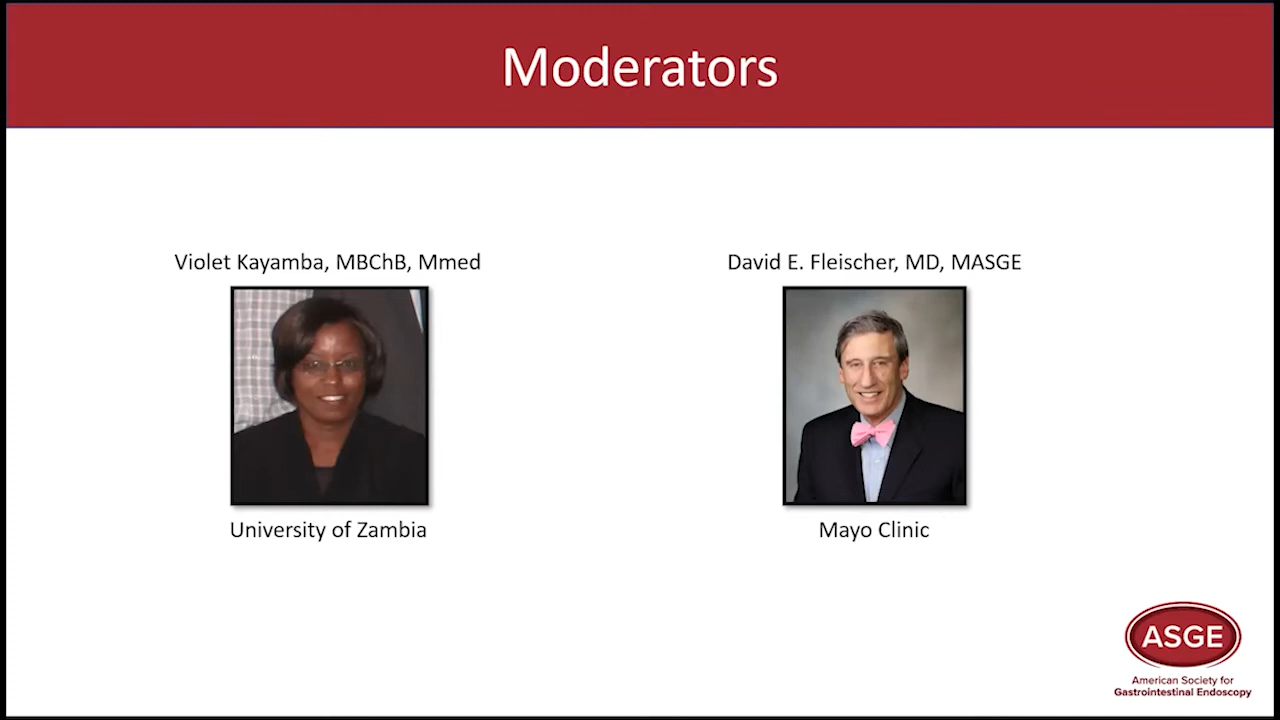 Moderators
Violet Kayamba, MBChB, Mmed
David E. Fleischer, MD, MASGE
University of Zambia
Mayo Clinic
ASGE
American Society for
Gastrointestinal Endoscopy